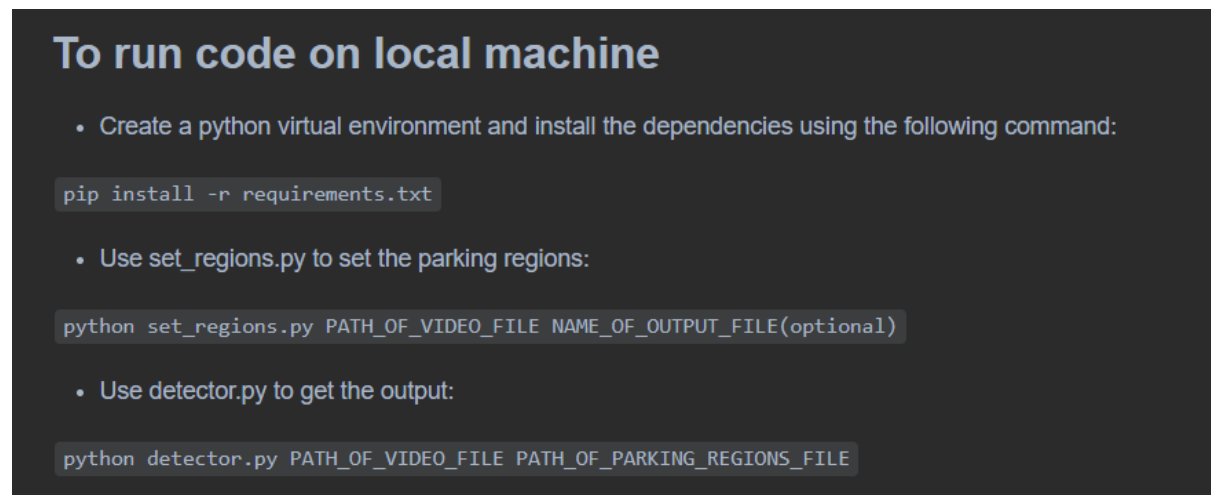 To run code on local machine
• Create a python virtual environment and install the dependencies using the following command:
pip install -r requirements.txt
• Use set_regions.py to set the parking regions:
python set_regions.py PATH_OF_VIDEO_FILE NAME_OF_OUTPUT_FILE(optional)
• Use detector.py to get the output:
python detector.py PATH_OF_VIDEO_FILE PATH_OF_PARKING_REGIONS_FILE